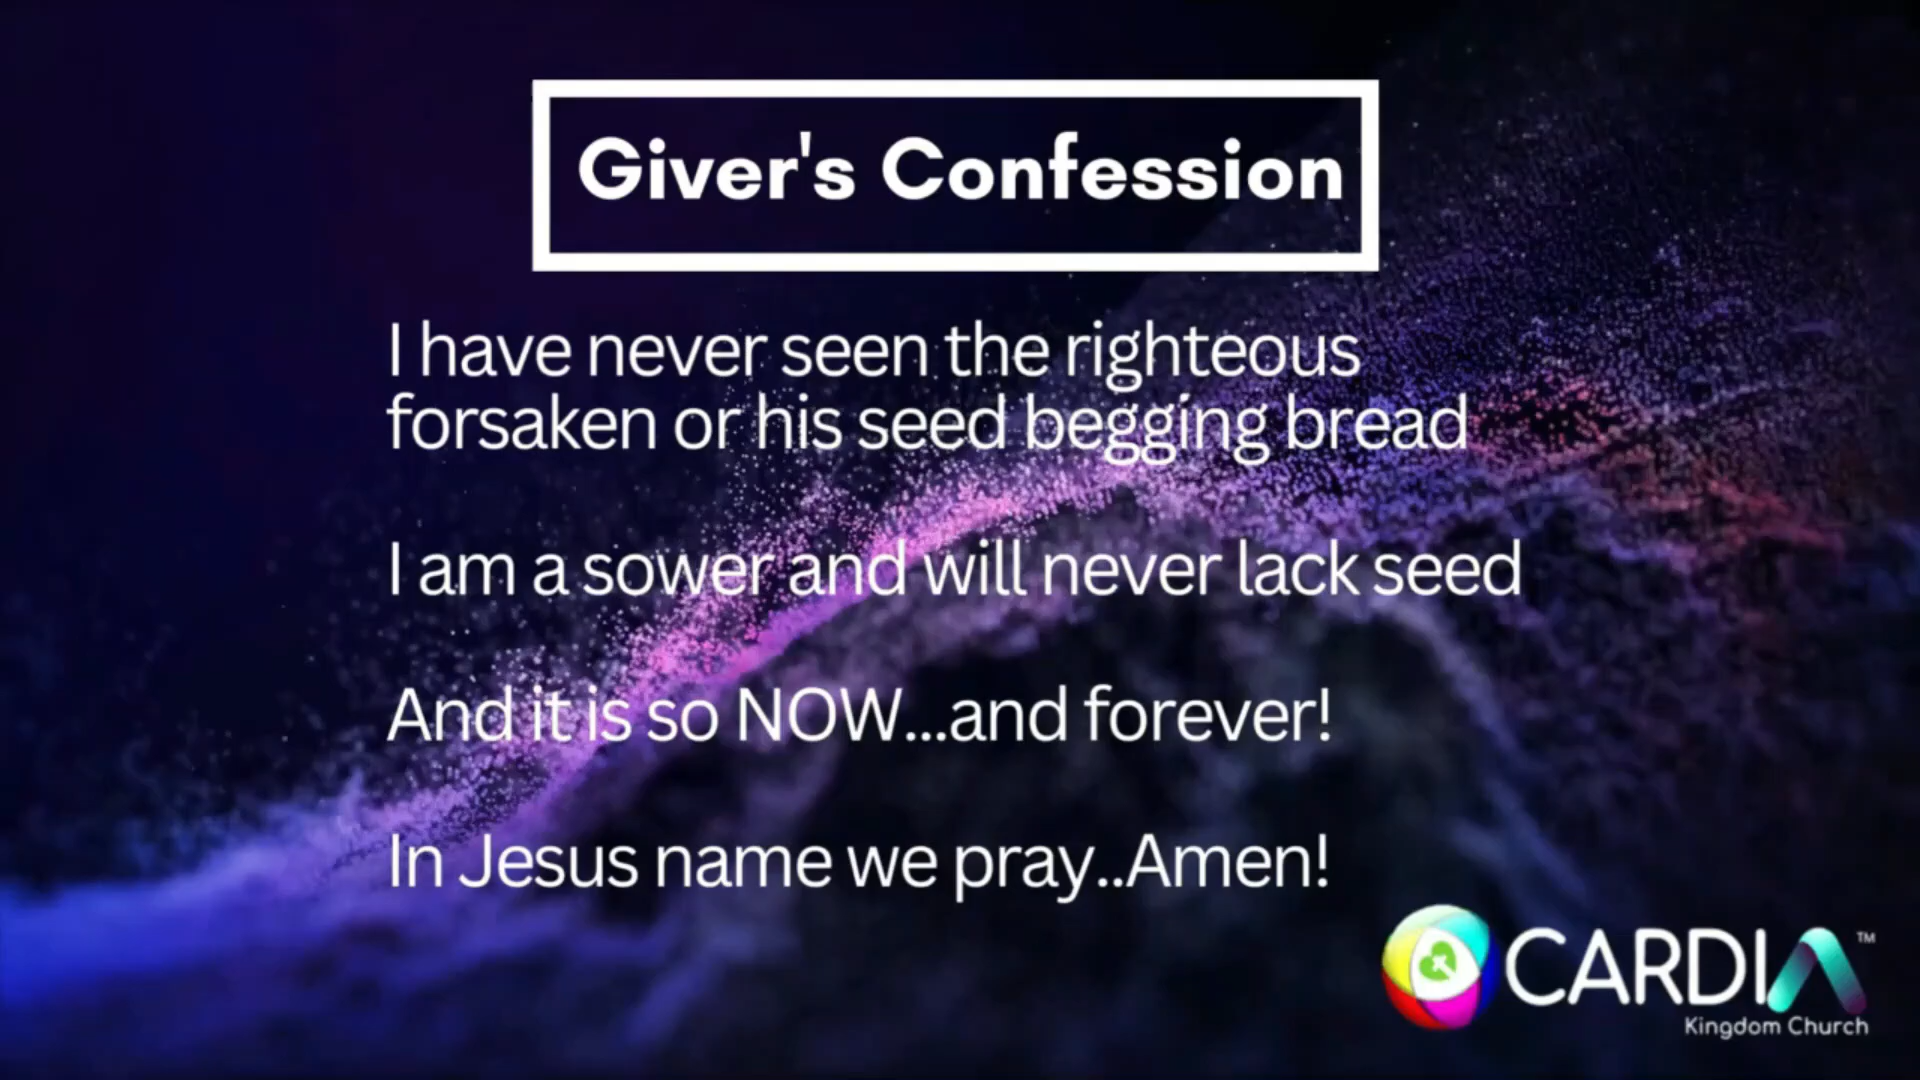 Giver's Confession
I have never seen the righteous
forsaken or his seed begging bread
I am a sower and will never lack seed
And it is so NOW...and forever!
In Jesus name we pray..Amen!
CARDIA™
Kingdom Church